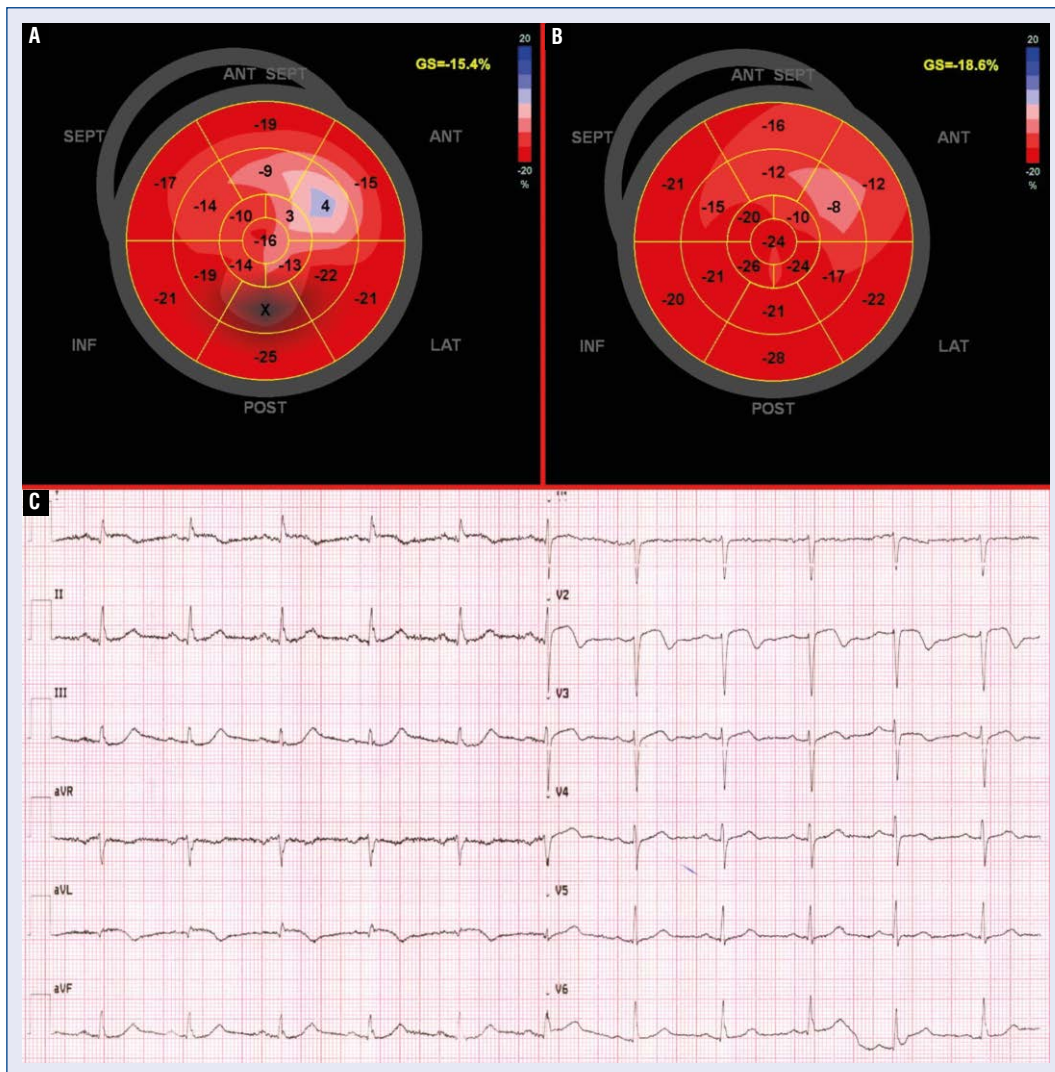 A
GS=-15.4%
20
-20
%
ANT SEPT
SEPT
ANT
INF
LAT
POST
-19
-17
-15
-9
-14
4
-10
3
-16
-14
-13
-19
-22
-21
-21
X
-25
B
GS=-18.6%
20
-20
%
ANT SEPT
SEPT
ANT
INF
LAT
POST
-16
-21
-12
-12
-15
-8
-20
-10
-24
-26
-24
-21
-17
-20
-22
-21
-28
C
II
V2
III
V3
aVR
V4
aVL
V5
aVF
V6